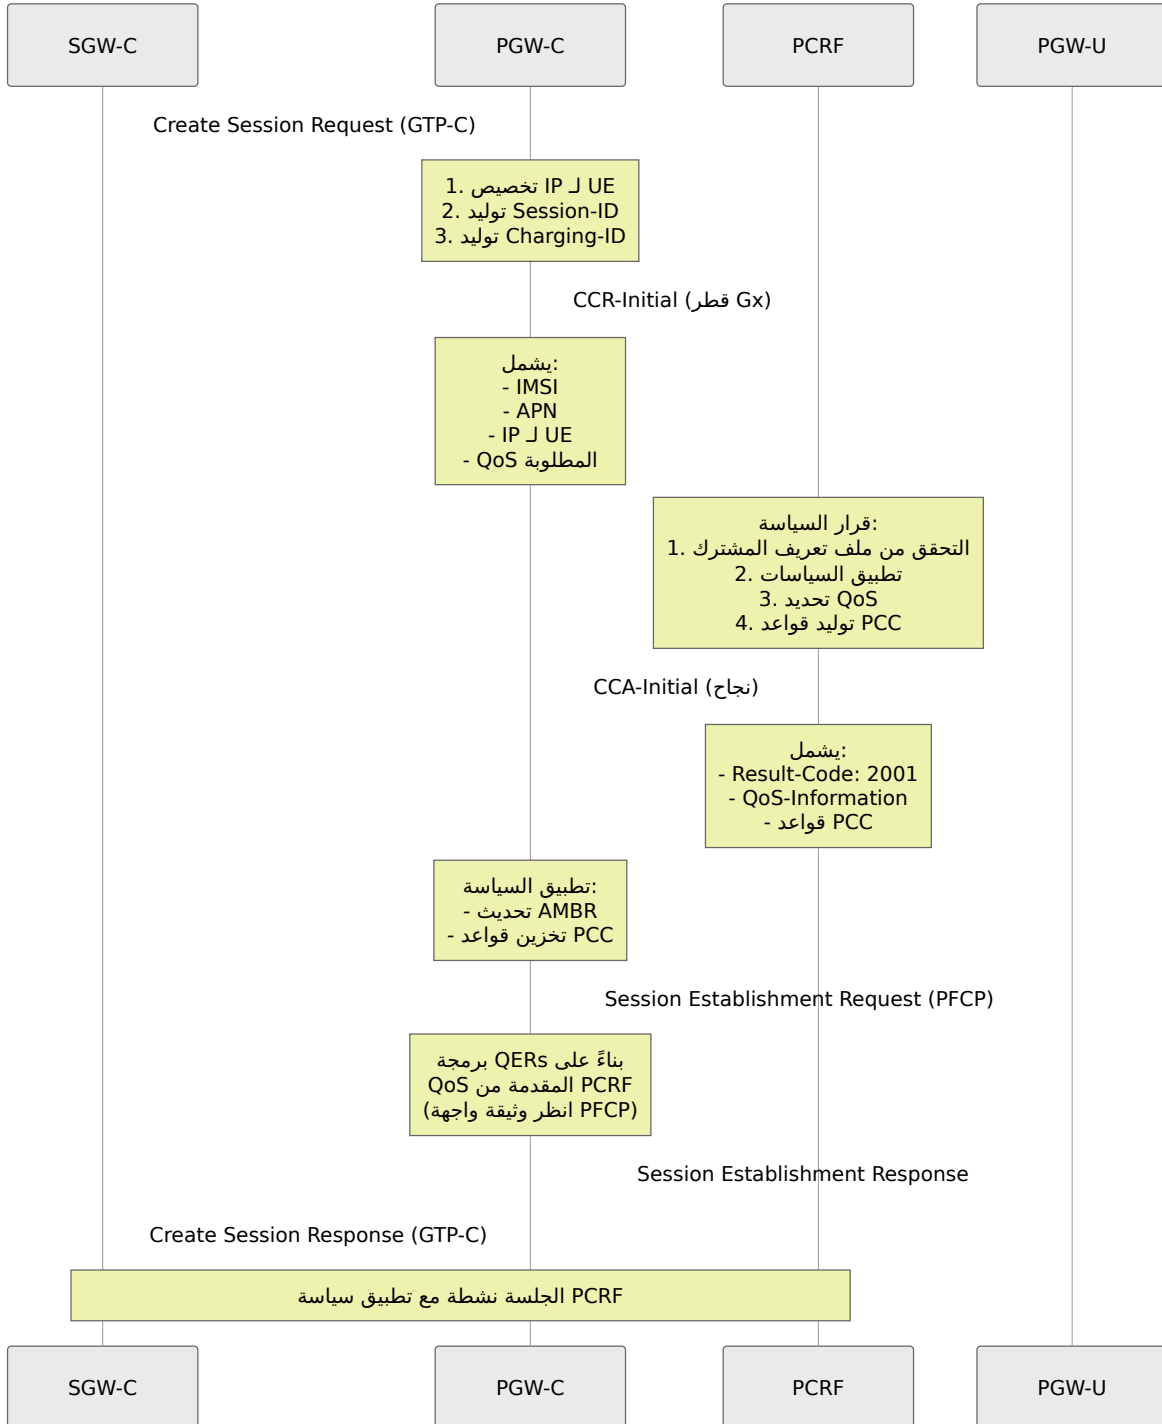 SGW-C
PGW-C
PCRF
PGW-U
Create Session Request (GTP-C)
1. تخصيص IP لـ UE
2. توليد Session-ID
3. توليد Charging-ID
CCR-Initial (قطر Gx)
يشمل:
- IMSI
- APN
- IP لـ UE
- QoS المطلوبة
قرار السياسة:
1. التحقق من ملف تعريف المشترك
2. تطبيق السياسات
3. تحديد QoS
4. توليد قواعد PCC
CCA-Initial (نجاح)
يشمل:
- Result-Code: 2001
- QoS-Information
- قواعد PCC
تطبيق السياسة:
- تحديث AMBR
- تخزين قواعد PCC
Session Establishment Request (PFCP)
برمجة QERs بناءً على
QoS المقدمة من PCRF
(انظر وثيقة واجهة PFCP)
Session Establishment Response
Create Session Response (GTP-C)
الجلسة نشطة مع تطبيق سياسة PCRF
SGW-C
PGW-C
PCRF
PGW-U